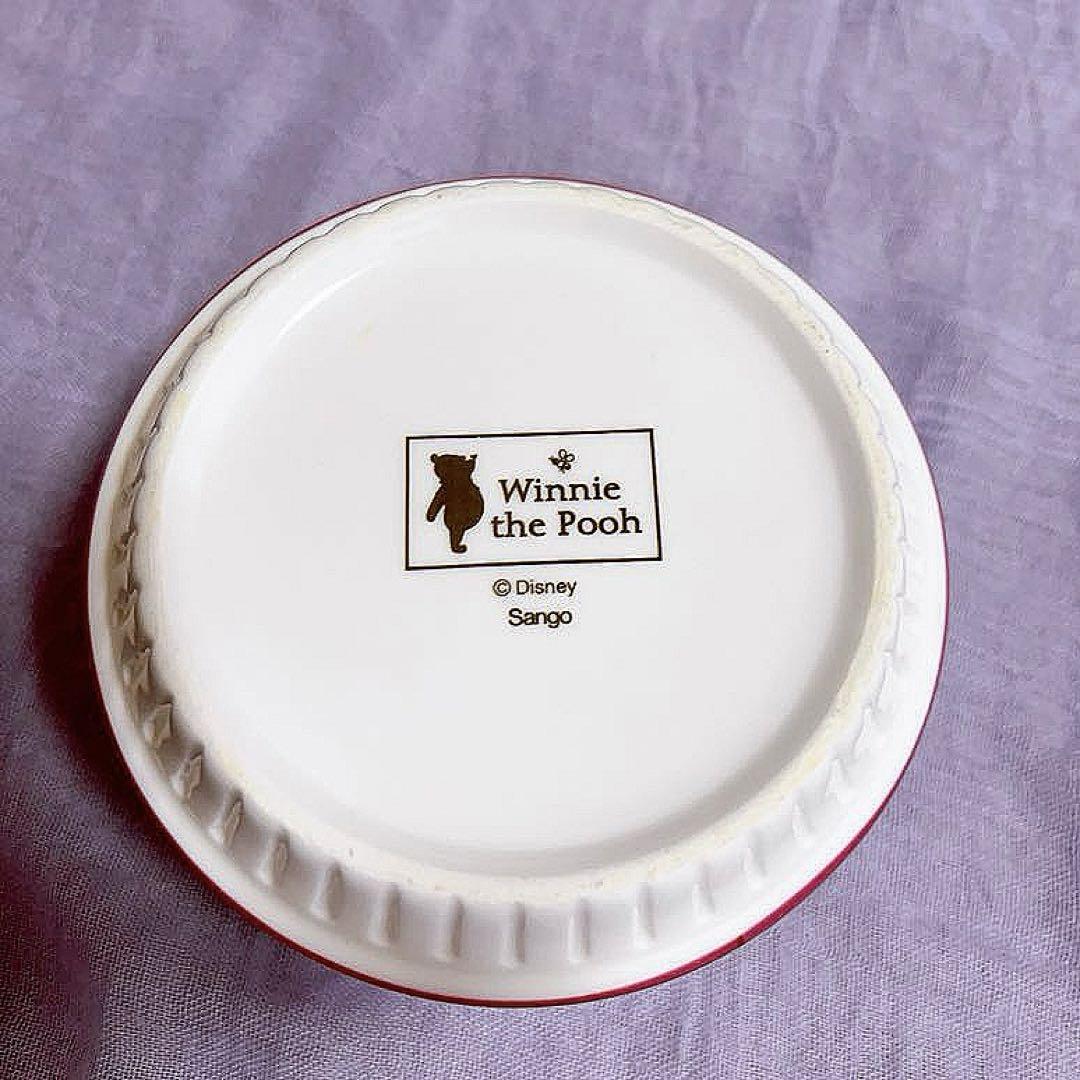 Winnie
the Pooh
© Disney
Sango